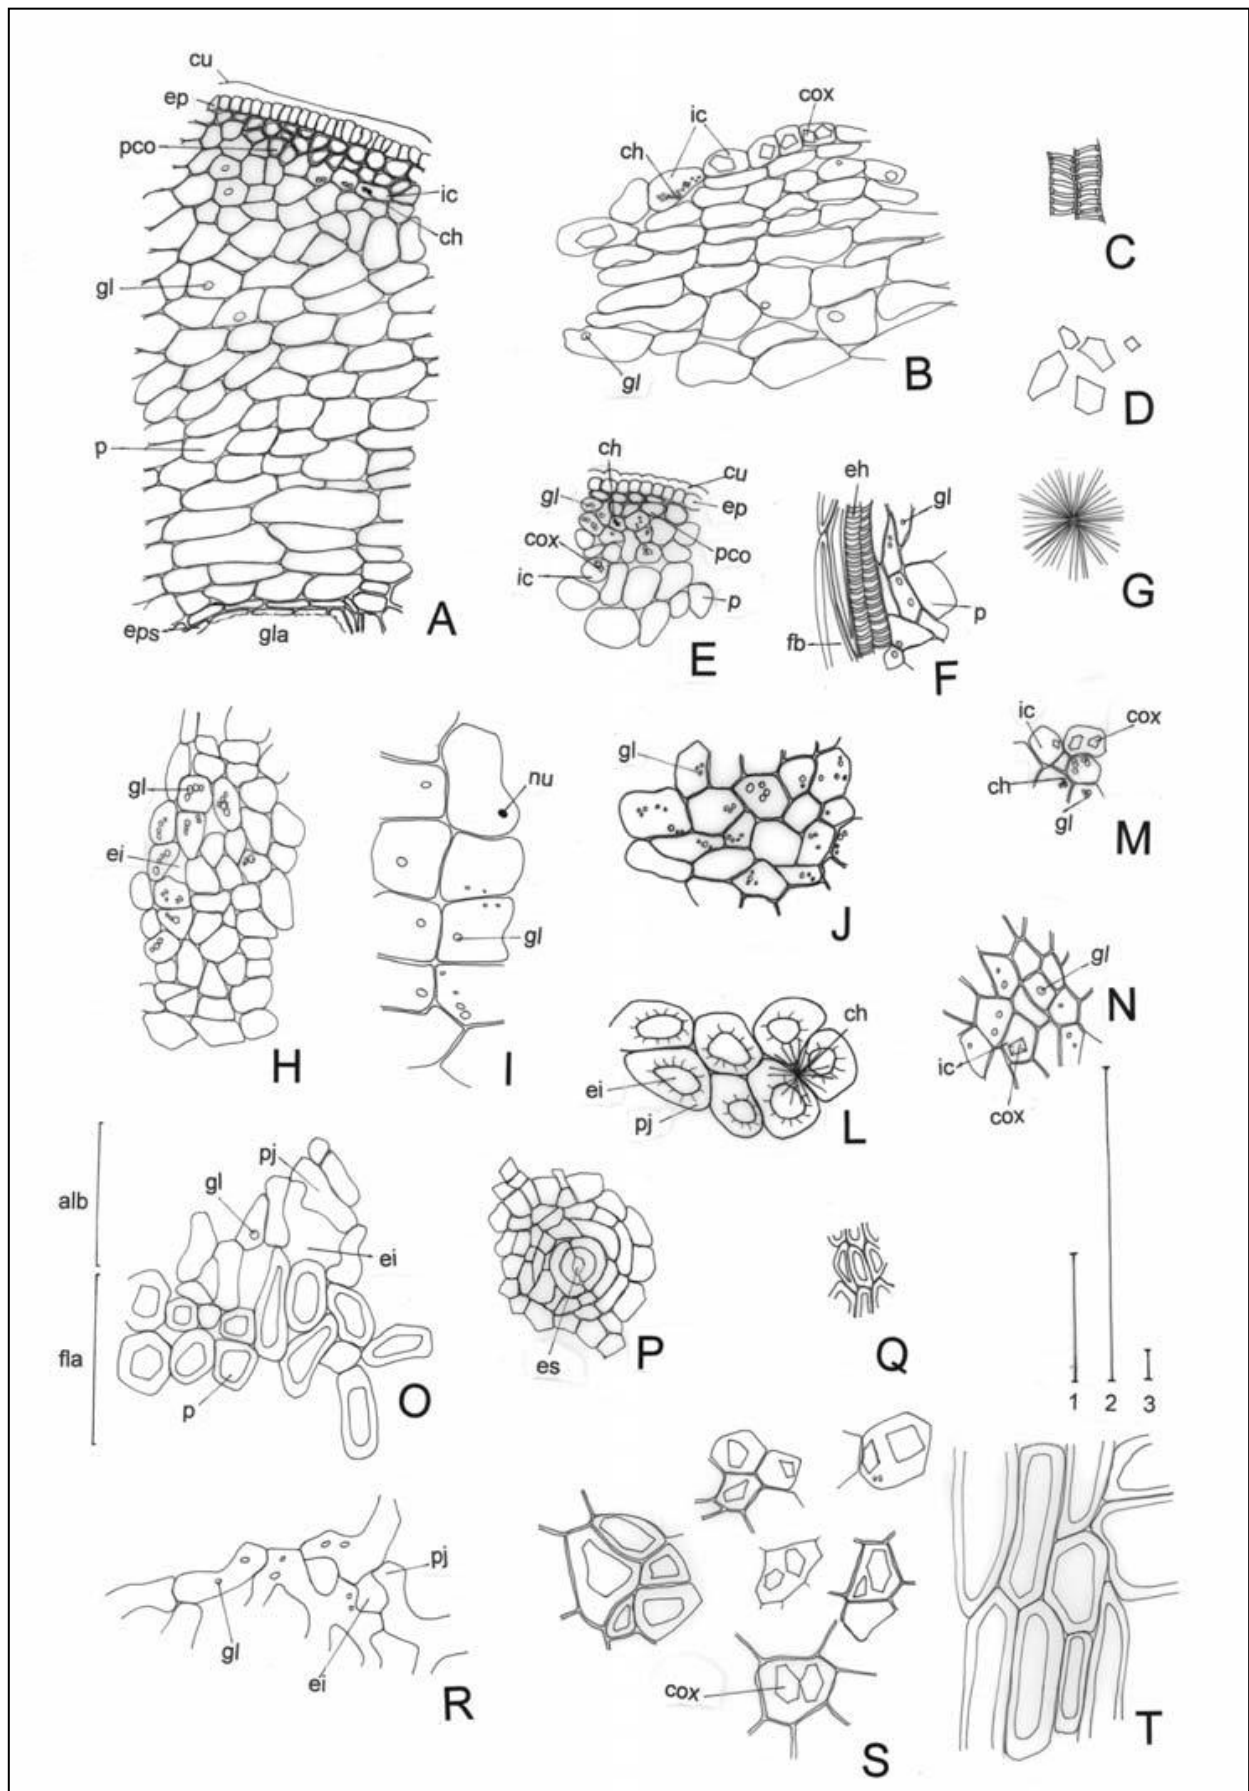 cu
ep
pco
ic
ch
gl
p
eps
gla
A
cox
ic
ch
gl
B
C
D
ch
cu
gl
ep
cox
pco
ic
p
E
eh
gl
p
fb
F
G
gl
ei
H
nu
gl
I
gl
J
ic
cox
ch
gl
M
ch
ei
pj
L
gl
ic
cox
N
alb
pj
gl
ei
fla
p
O
es
P
Q
1 2 3
pj
gl
ei
R
cox
S
T